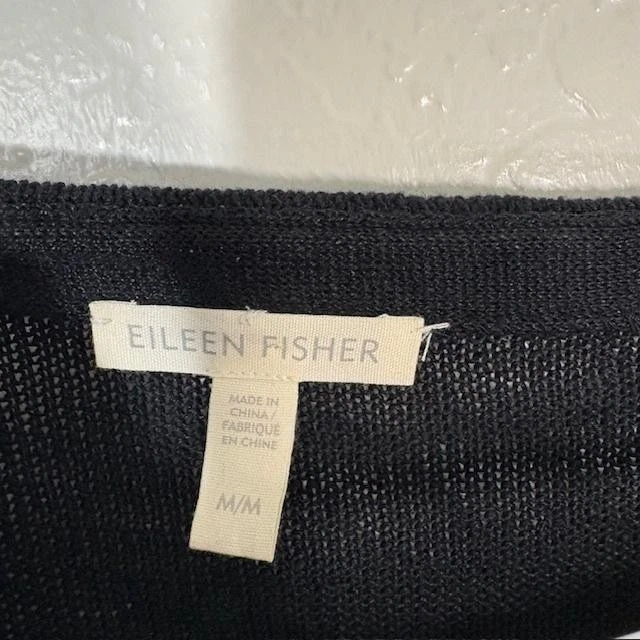 EILEEN FISHER
MADE IN
CHINA /
FABRIQUÉ
EN CHINE
M/M